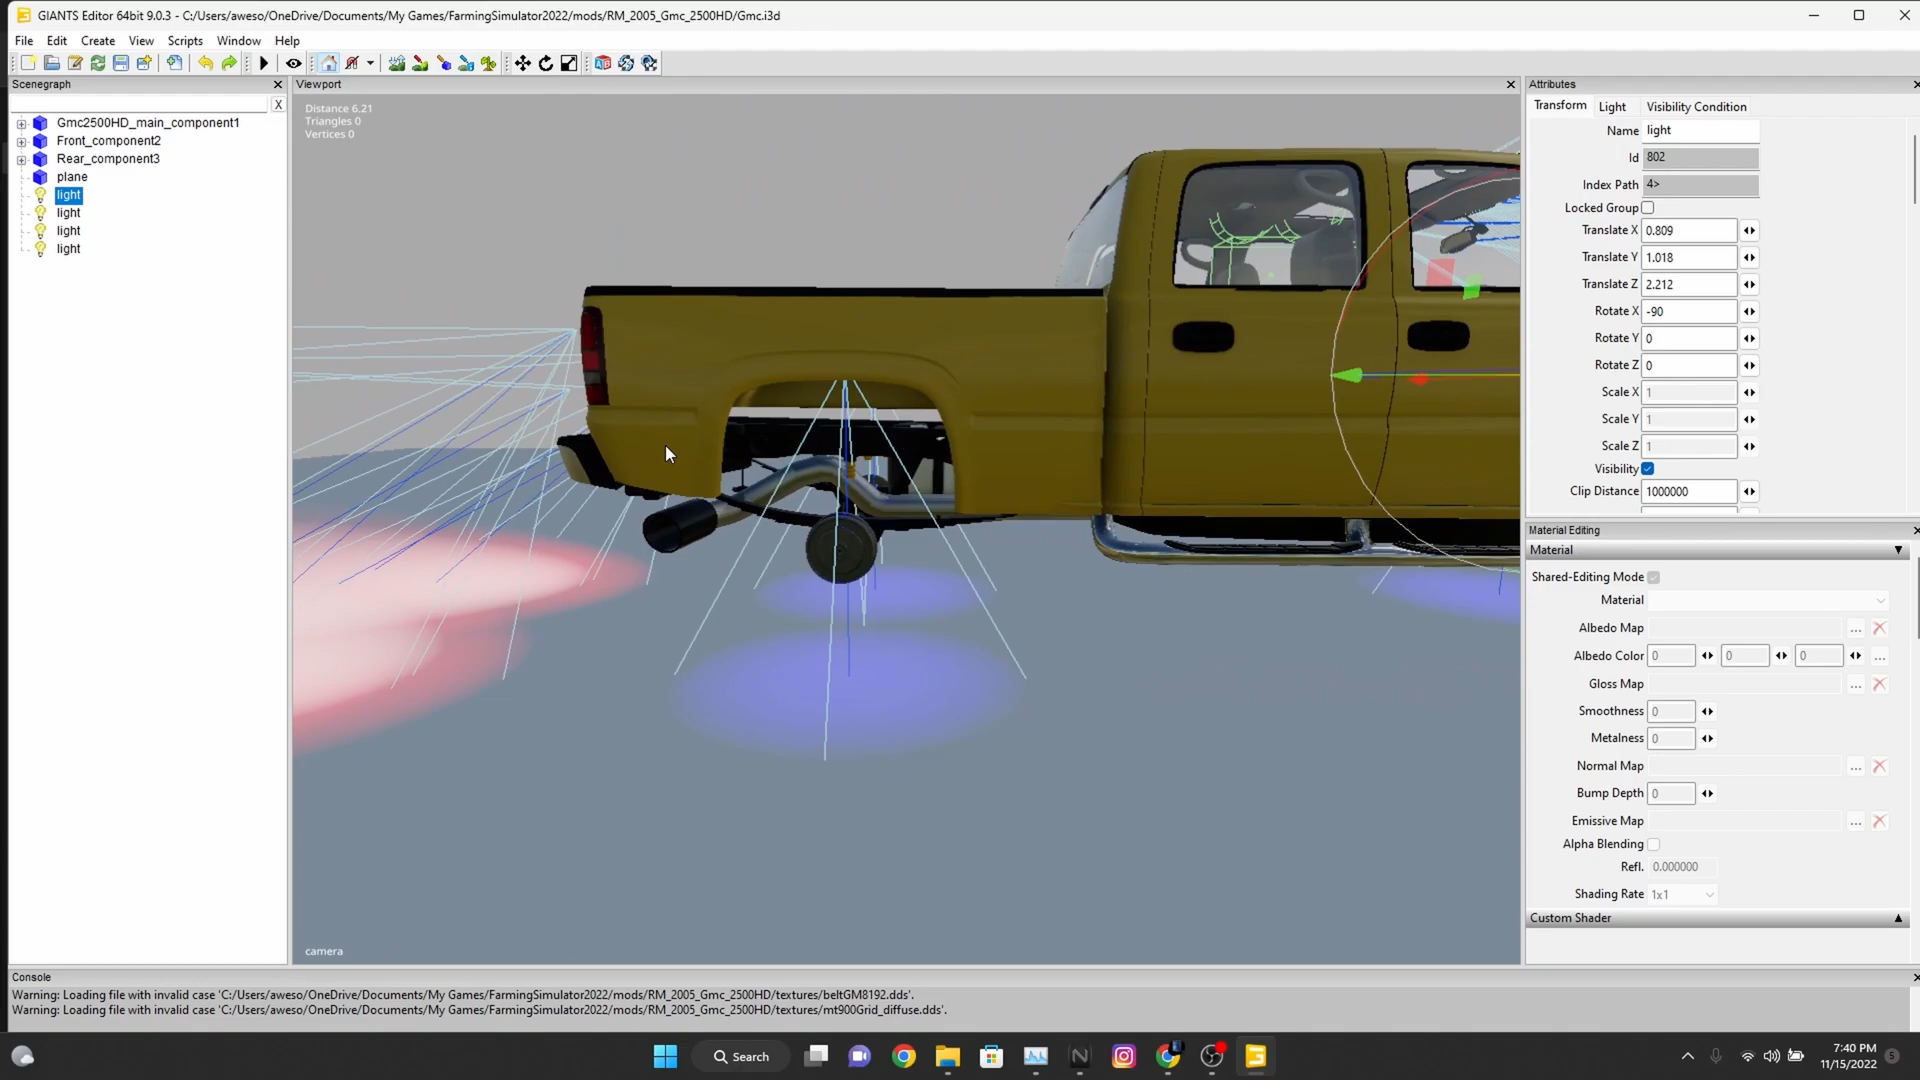 GIANTS Editor 64bit 9.0.3 - C:/Users/aweso/OneDrive/Documents/My Games/FarmingSimulator2022/mods/RM_2005_Gmc_2500HD/Gmc.i3d
File Edit Create View Scripts Window Help
Scenegraph
X
Gmc2500HD_main_component1
Front_component2
Rear_component3
plane
light
light
light
light
Viewport
Distance 6.21
Triangles 0
Vertices 0
camera
Attributes
Transform Light Visibility Condition
Name light
Id 802
Index Path 4>
Locked Group
Translate X 0.809
Translate Y 1.018
Translate Z 2.212
Rotate X -90
Rotate Y 0
Rotate Z 0
Scale X 1
Scale Y 1
Scale Z 1
Visibility
Clip Distance 1000000
Material Editing
Material
Shared-Editing Mode
Material
Albedo Map ...
Albedo Color 0 0 0 ...
Gloss Map ...
Smoothness 0
Metalness 0
Normal Map ...
Bump Depth 0
Emissive Map ...
Alpha Blending
Refl. 0.000000
Shading Rate 1x1
Custom Shader
Console
Warning: Loading file with invalid case 'C:/Users/aweso/OneDrive/Documents/My Games/FarmingSimulator2022/mods/RM_2005_Gmc_2500HD/textures/beltGM8192.dds'.
Warning: Loading file with invalid case 'C:/Users/aweso/OneDrive/Documents/My Games/FarmingSimulator2022/mods/RM_2005_Gmc_2500HD/textures/mt900Grid_diffuse.dds'.
Search
7:40 PM
11/15/2022
5